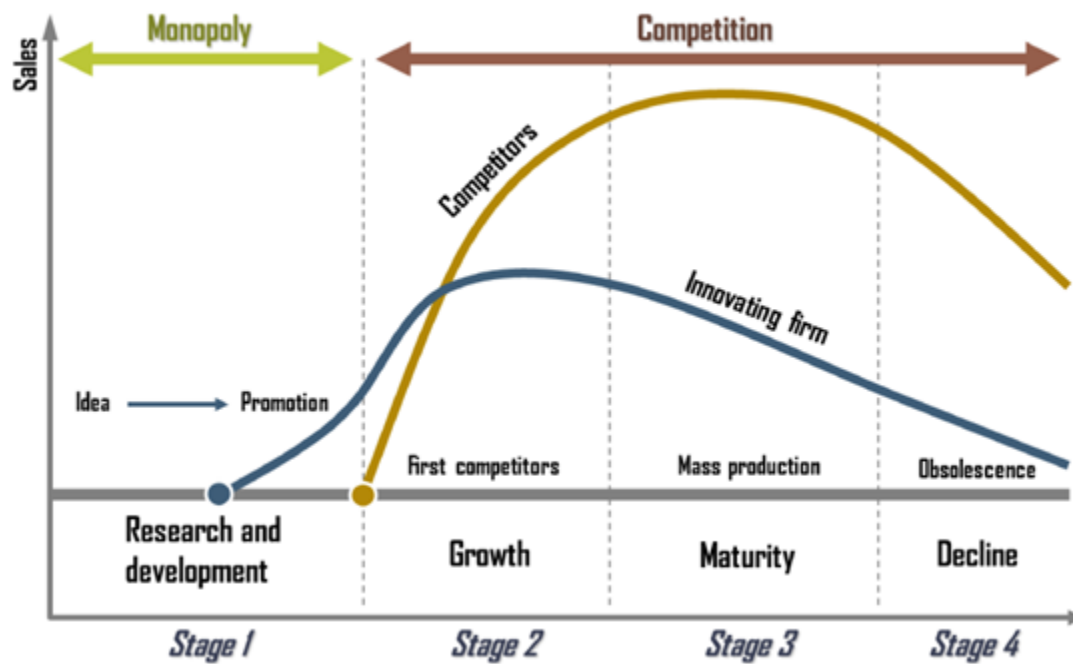 Monopoly
Competition
Sales
Competitors
Innovating firm
Idea
Promotion
First competitors
Mass production
Obsolescence
Research and
development
Growth
Maturity
Decline
Stage 1
Stage 2
Stage 3
Stage 4